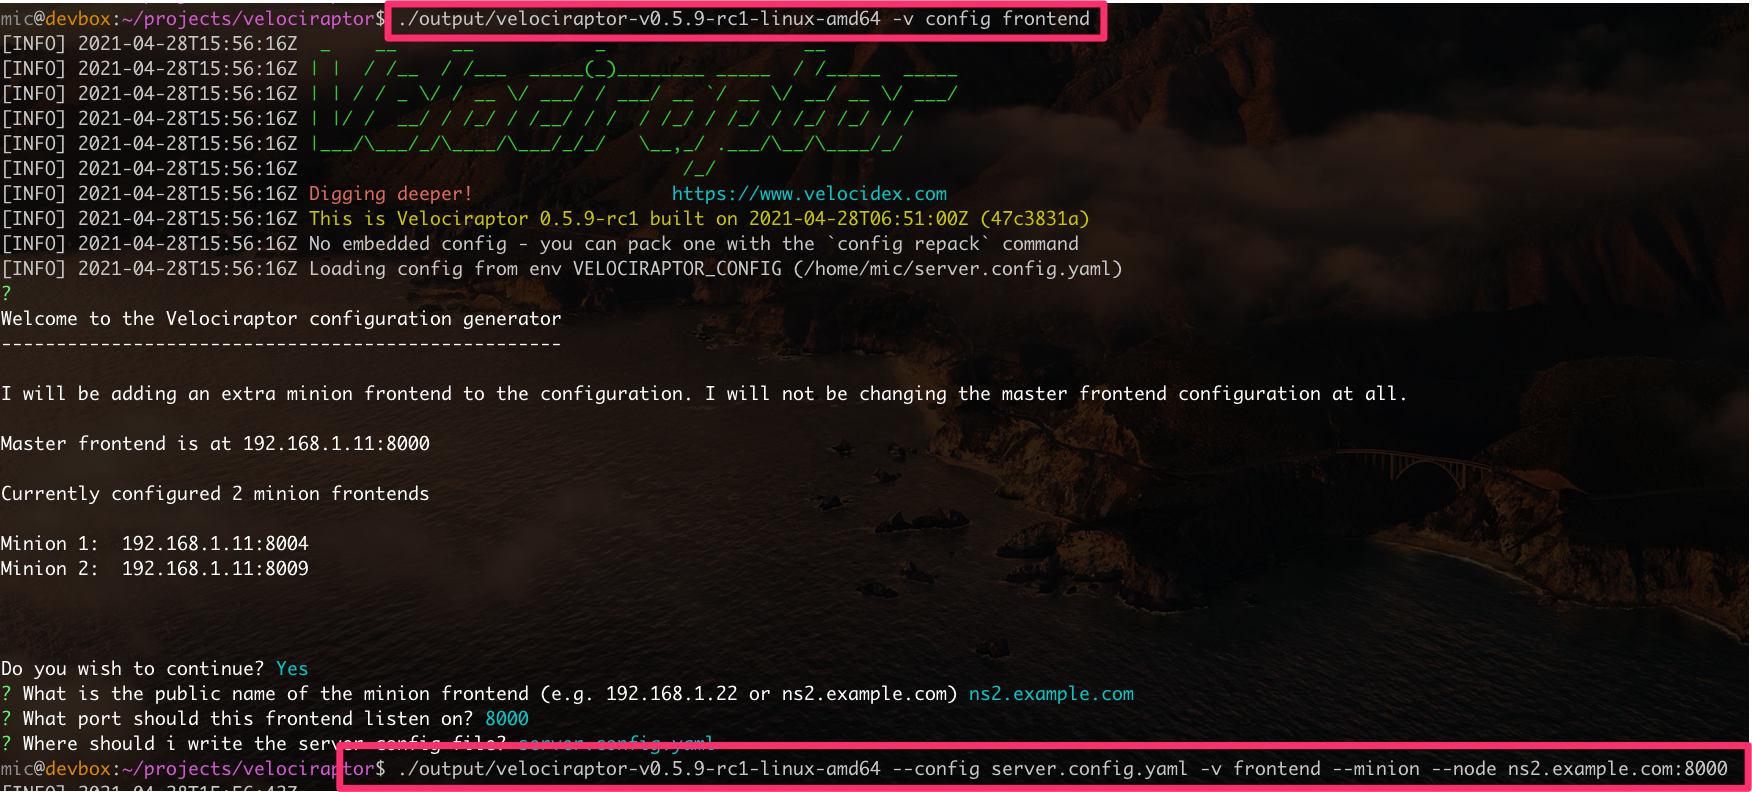 mic@devbox:~/projects/velociraptor$ ./output/velociraptor-v0.5.9-rc1-linux-amd64 -v config frontend
[INFO] 2021-04-28T15:56:16Z  _    __     __           _                  __
[INFO] 2021-04-28T15:56:16Z | |  / /__  / /___  _____(_)________ _____  / /_____  _____
[INFO] 2021-04-28T15:56:16Z | | / / _ \/ / __ \/ ___/ / ___/ __ `/ __ \/ __/ __ \/ ___/
[INFO] 2021-04-28T15:56:16Z | |/ /  __/ / /_/ / /__/ / /  / /_/ / /_/ / /_/ /_/ / /
[INFO] 2021-04-28T15:56:16Z |___/\___/_/\____/\___/_/_/   \__,_/ .___/\__/\____/_/
[INFO] 2021-04-28T15:56:16Z                                   /_/
[INFO] 2021-04-28T15:56:16Z Digging deeper!                  https://www.velocidex.com
[INFO] 2021-04-28T15:56:16Z This is Velociraptor 0.5.9-rc1 built on 2021-04-28T06:51:00Z (47c3831a)
[INFO] 2021-04-28T15:56:16Z No embedded config - you can pack one with the `config repack` command
[INFO] 2021-04-28T15:56:16Z Loading config from env VELOCIRAPTOR_CONFIG (/home/mic/server.config.yaml)
?
Welcome to the Velociraptor configuration generator
---------------------------------------------------
I will be adding an extra minion frontend to the configuration. I will not be changing the master frontend configuration at all.
Master frontend is at 192.168.1.11:8000
Currently configured 2 minion frontends
Minion 1:  192.168.1.11:8004
Minion 2:  192.168.1.11:8009
Do you wish to continue? Yes
? What is the public name of the minion frontend (e.g. 192.168.1.22 or ns2.example.com) ns2.example.com
? What port should this frontend listen on? 8000
? Where should i write the server config file? server.config.yaml
mic@devbox:~/projects/velociraptor$ ./output/velociraptor-v0.5.9-rc1-linux-amd64 --config server.config.yaml -v frontend --minion --node ns2.example.com:8000